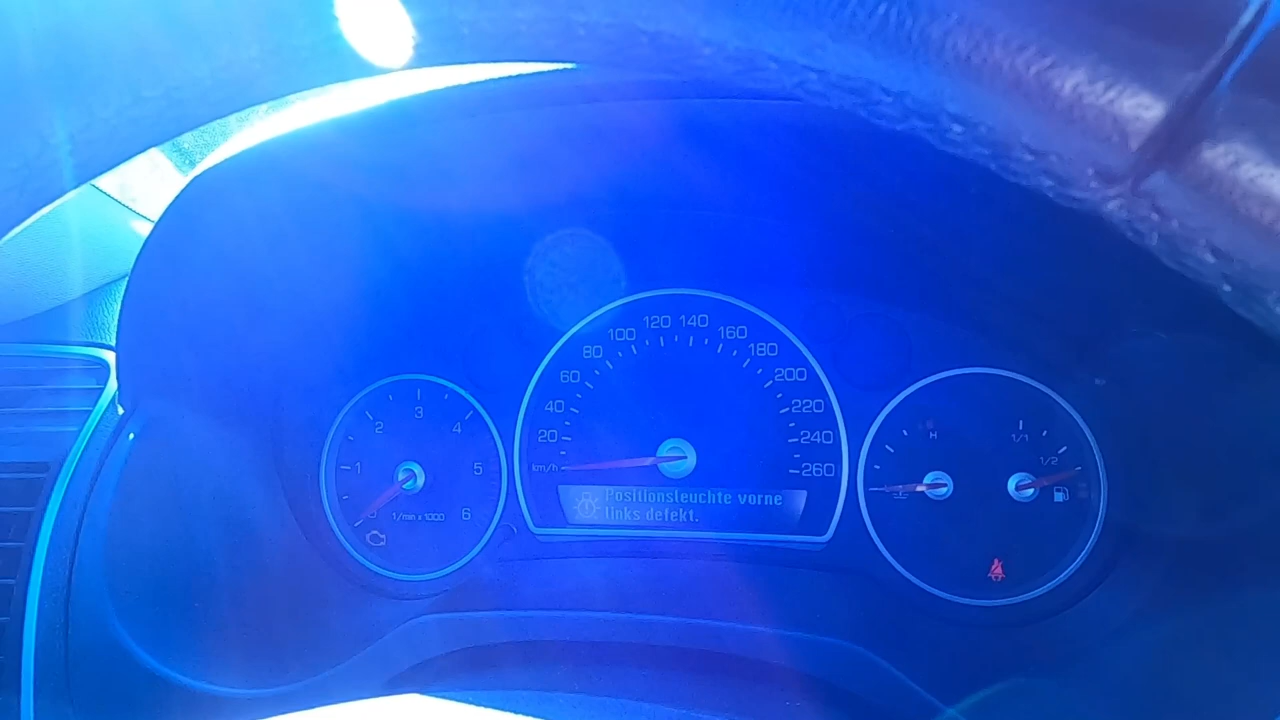 100 120 140 160
80 180
60 200
40 220
20 240
km/h 260
Positionsleuchte vorne
links defekt.
3
2 4
1 5
1/min x 1000 6
H 1/1
1/2